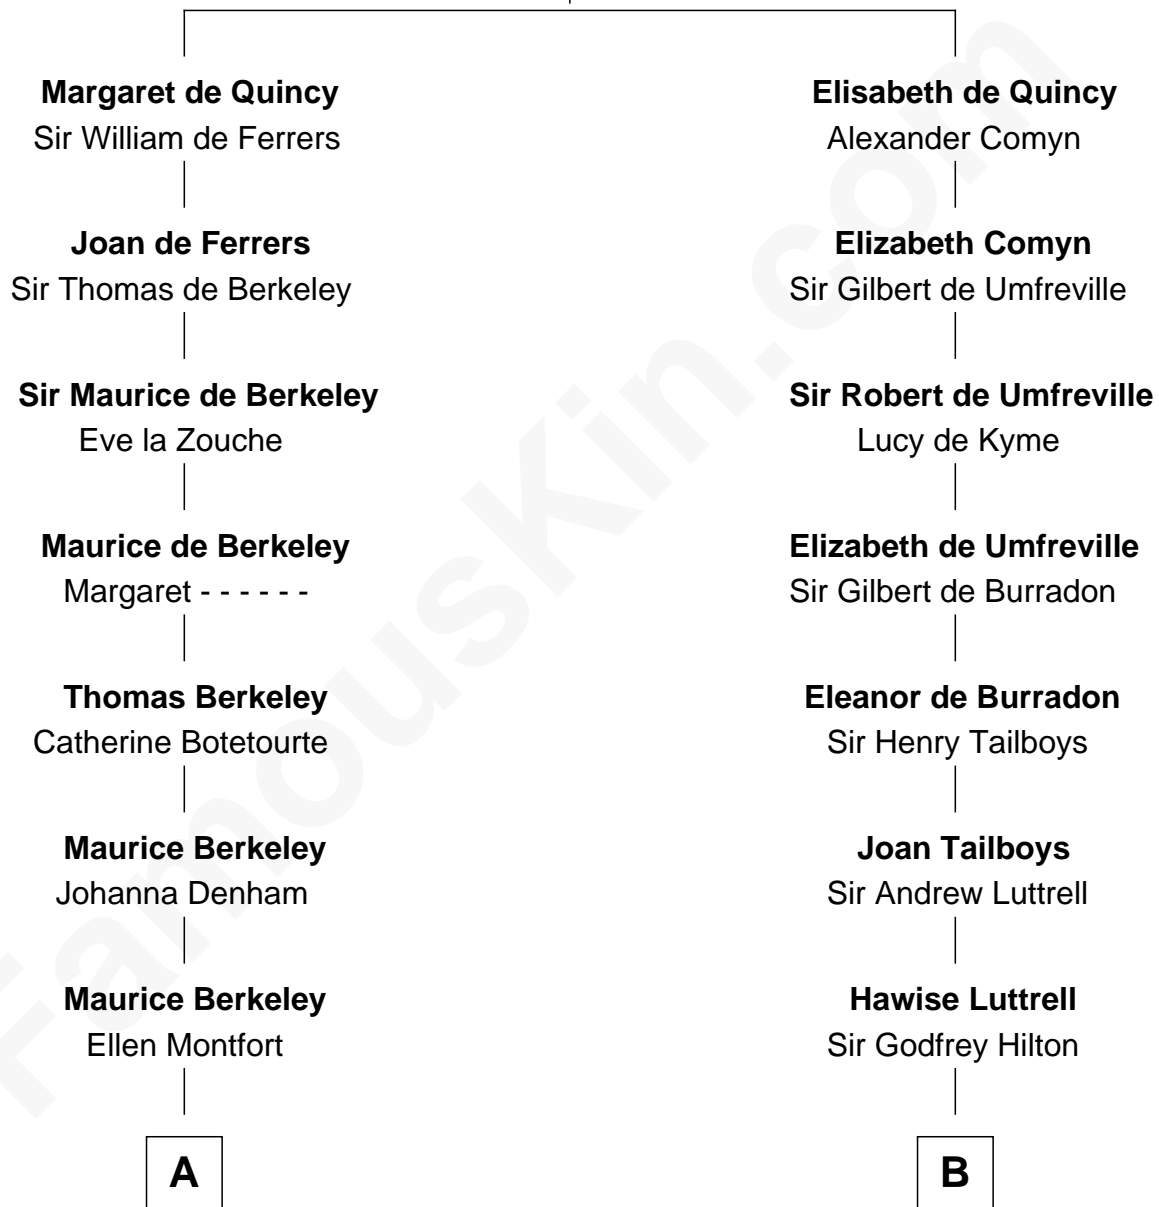 Margaret de Quincy
Sir William de Ferrers
Elisabeth de Quincy
Alexander Comyn
Joan de Ferrers
Sir Thomas de Berkeley
Elizabeth Comyn
Sir Gilbert de Umfreville
Sir Maurice de Berkeley
Eve la Zouche
Sir Robert de Umfreville
Lucy de Kyme
Maurice de Berkeley
Margaret - - - - - -
Elizabeth de Umfreville
Sir Gilbert de Burradon
Thomas Berkeley
Catherine Botetourte
Eleanor de Burradon
Sir Henry Tailboys
Maurice Berkeley
Johanna Denham
Joan Tailboys
Sir Andrew Luttrell
Maurice Berkeley
Ellen Montfort
Hawise Luttrell
Sir Godfrey Hilton
A
B
FamousKin.com